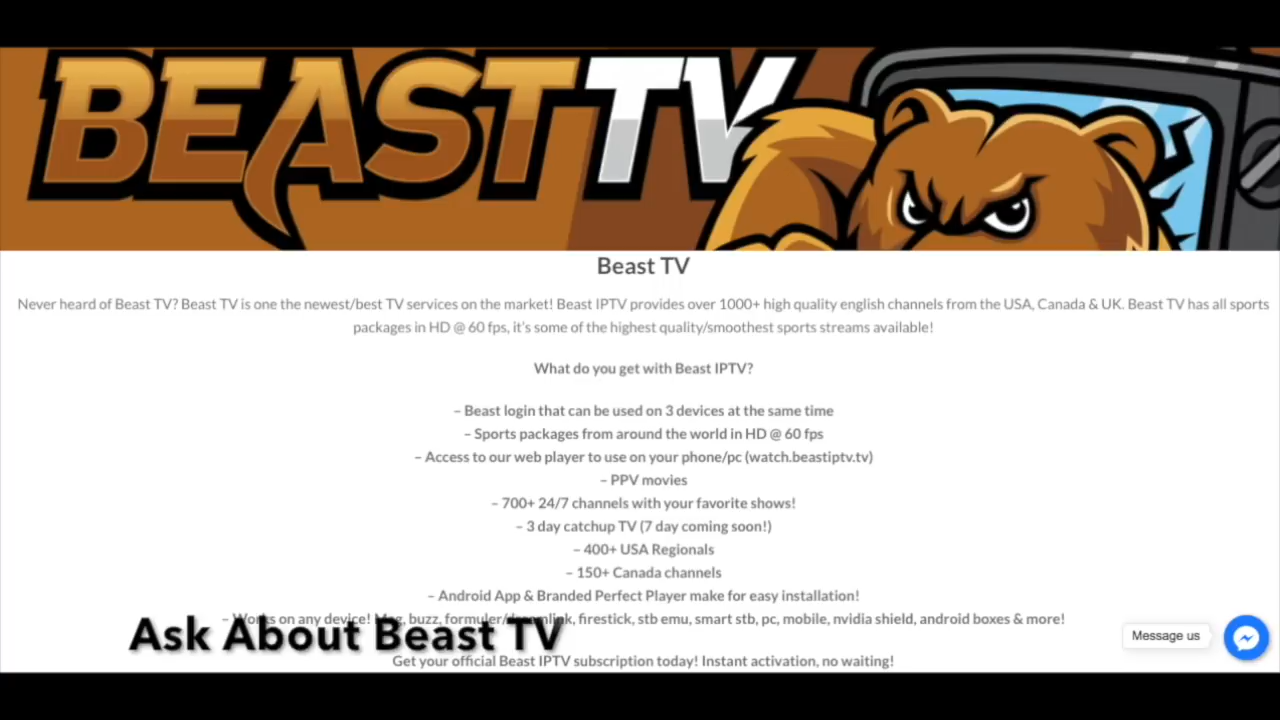 BEASTTV
Beast TV
Never heard of Beast TV? Beast TV is one the newest/best TV services on the market! Beast IPTV provides over 1000+ high quality english channels from the USA, Canada & UK. Beast TV has all sports
packages in HD @ 60 fps, it's some of the highest quality/smoothest sports streams available!
What do you get with Beast IPTV?
– Beast login that can be used on 3 devices at the same time
– Sports packages from around the world in HD @ 60 fps
– Access to our web player to use on your phone/pc (watch.beastiptv.tv)
– PPV movies
– 700+ 24/7 channels with your favorite shows!
– 3 day catchup TV (7 day coming soon!)
– 400+ USA Regionals
– 150+ Canada channels
– Android App & Branded Perfect Player make for easy installation!
– Works on any device! Mag, buzz, formuler/dreamlink, firestick, stb emu, smart stb, pc, mobile, nvidia shield, android boxes & more!
Ask About Beast TV
Message us
Get your official Beast IPTV subscription today! Instant activation, no waiting!